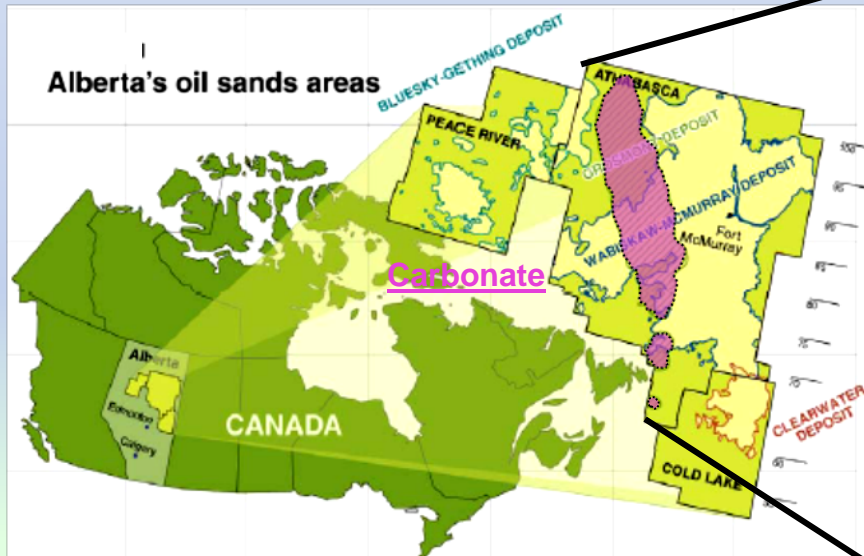 Alberta's oil sands areas
BLUESKY-GETHING DEPOSIT
ATHABASCA
PEACE RIVER
GROSMONT DEPOSIT
WABISKAW-MCMURRAY DEPOSIT
Fort
McMurray
Carbonate
Alberta
Edmonton
Calgary
CANADA
CLEARWATER
DEPOSIT
COLD LAKE